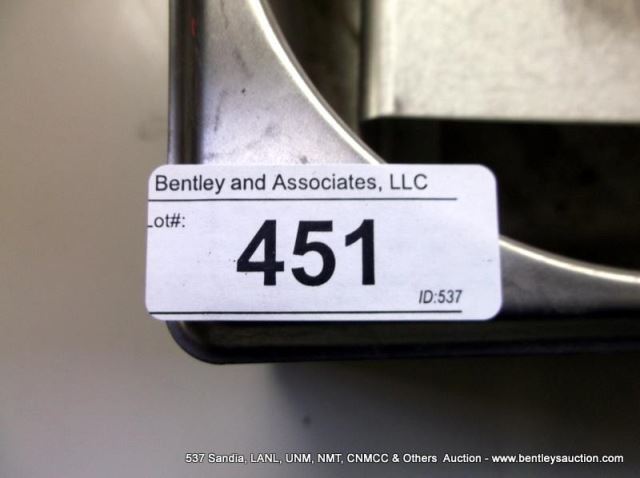 Bentley and Associates, LLC
Lot#:
451
ID:537
537 Sandia, LANL, UNM, NMT, CNMCC & Others Auction - www.bentleysauction.com